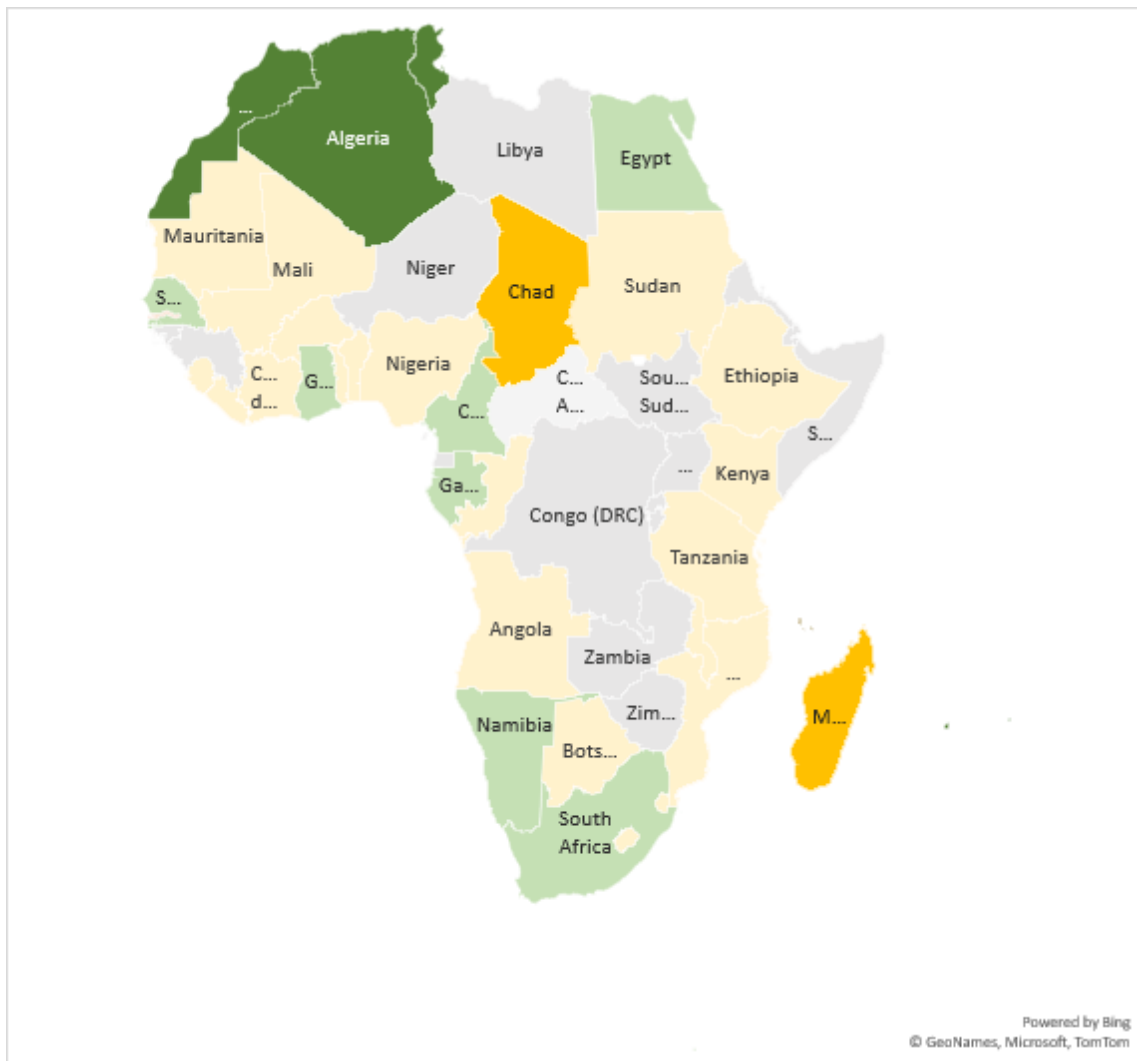 Algeria
...
Libya
Egypt
Mauritania
Mali
Niger
Chad
Sudan
S...
Nigeria
C...
d...
G...
C...
C...
A...
Sou...
Sud...
Ethiopia
S...
Ga...
...
Kenya
Congo (DRC)
Tanzania
Angola
Zambia
...
Namibia
Zim...
M...
Bots...
South
Africa
Powered by Bing
© GeoNames, Microsoft, TomTom